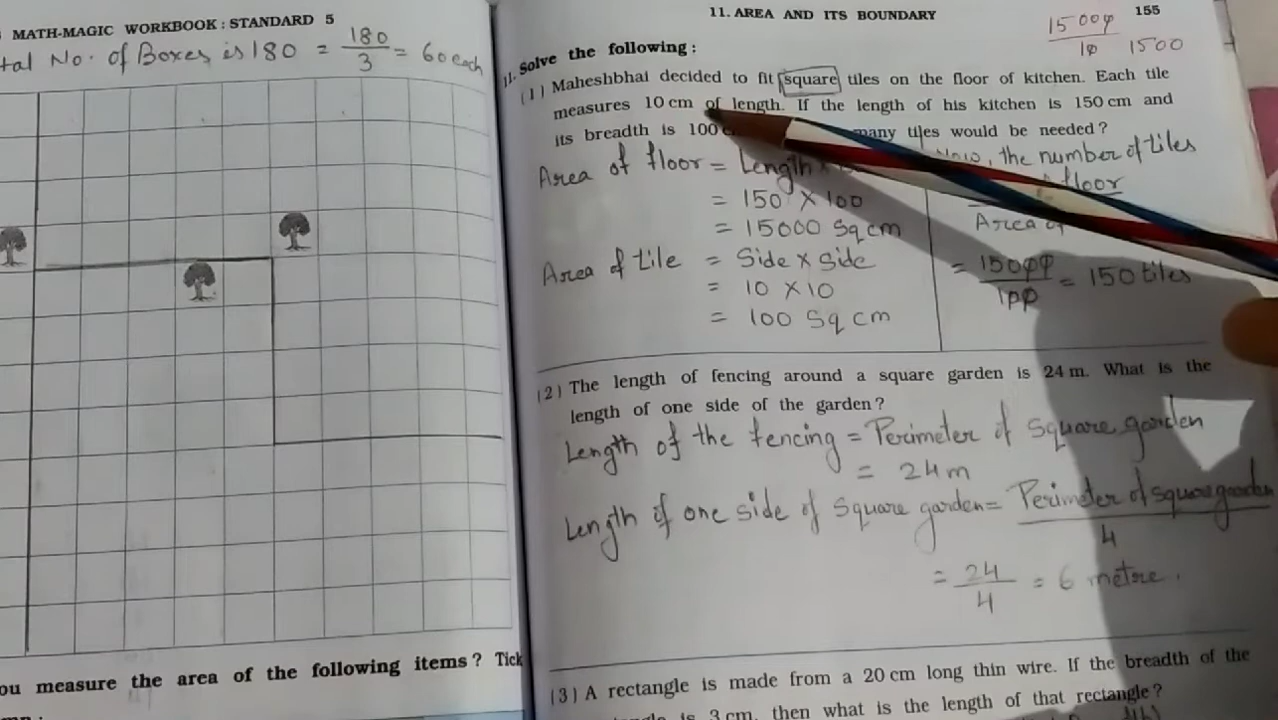 MATH-MAGIC WORKBOOK : STANDARD 5
tal No. of Boxes is 180 = 180/3 = 60 each
ou measure the area of the following items ? Tick
11. AREA AND ITS BOUNDARY
155
15000/10 1500
11. Solve the following :
(1) Maheshbhai decided to fit square tiles on the floor of kitchen. Each tile
measures 10 cm of length. If the length of his kitchen is 150 cm and
its breadth is 100 many tiles would be needed ?
Area of floor = Length ×
= 150 × 100
= 15000 Sq cm
Area of tile = Side × Side
= 10 × 10
= 100 Sq cm
Now, the number of tiles
floor
Area of
= 15000/100 = 150 tiles
(2) The length of fencing around a square garden is 24 m. What is the
length of one side of the garden ?
Length of the fencing = Perimeter of square garden
= 24 m
Length of one side of square garden = Perimeter of square garden/4
= 24/4 = 6 metre.
(3) A rectangle is made from a 20 cm long thin wire. If the breadth of the
is 3 cm, then what is the length of that rectangle ?